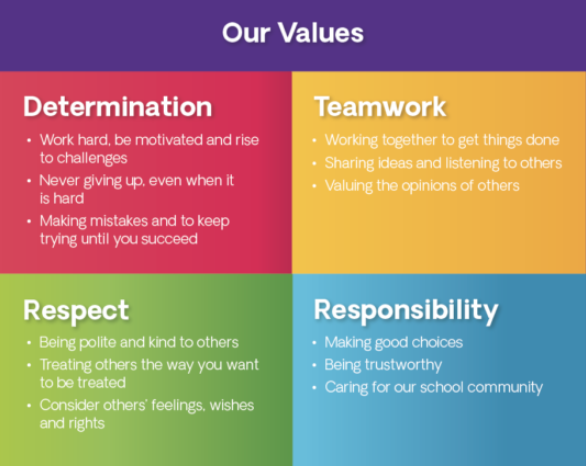 Our Values
Determination
• Work hard, be motivated and rise
to challenges
• Never giving up, even when it
is hard
• Making mistakes and to keep
trying until you succeed
Teamwork
• Working together to get things done
• Sharing ideas and listening to others
• Valuing the opinions of others
Respect
• Being polite and kind to others
• Treating others the way you want
to be treated
• Consider others' feelings, wishes
and rights
Responsibility
• Making good choices
• Being trustworthy
• Caring for our school community